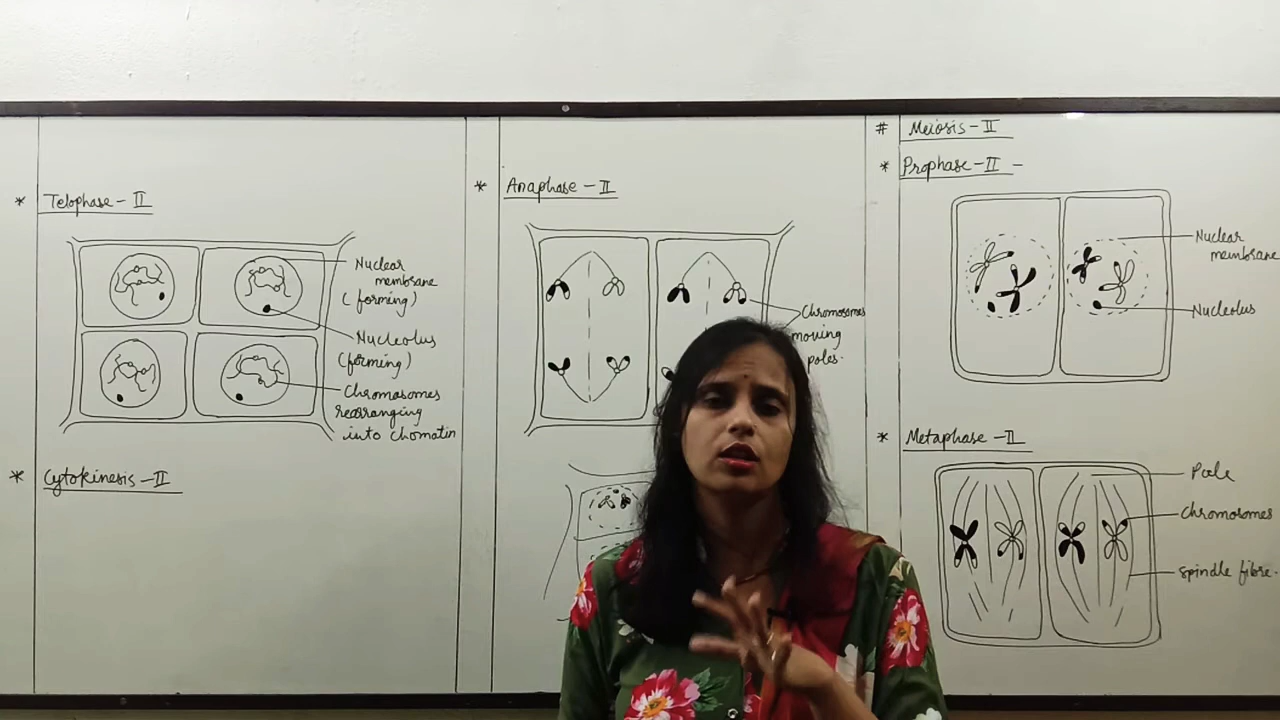 * Telophase - II
Nuclear
membrane
(forming)
Nucleolus
(forming)
Chromosomes
rearranging
into chomatin
* Cytokinesis - II
* Anaphase - II
Chromosomes
moving
poles.
# Meiosis - II
* Prophase - II -
Nuclear
membrane
Nucleolus
* Metaphase - II
Pole
chromosomes
spindle fibre.